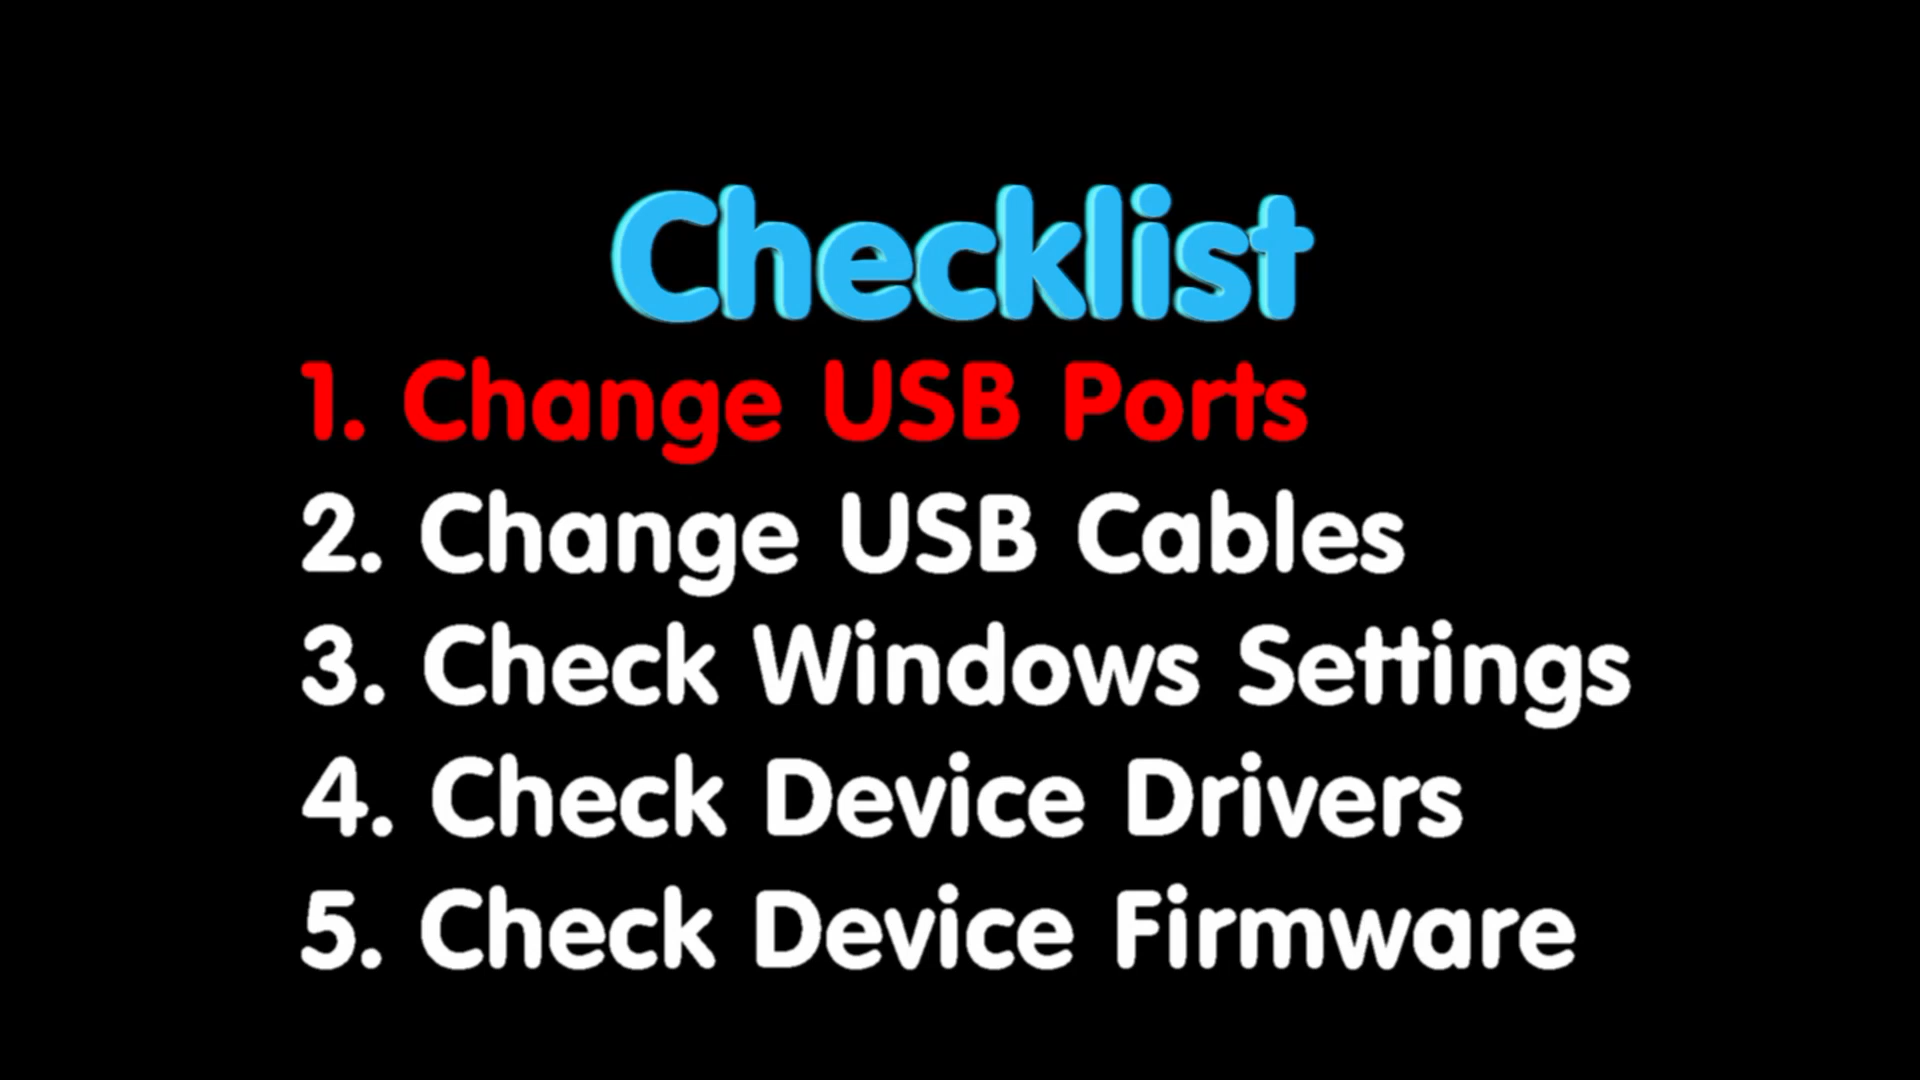 Checklist
1. Change USB Ports
2. Change USB Cables
3. Check Windows Settings
4. Check Device Drivers
5. Check Device Firmware